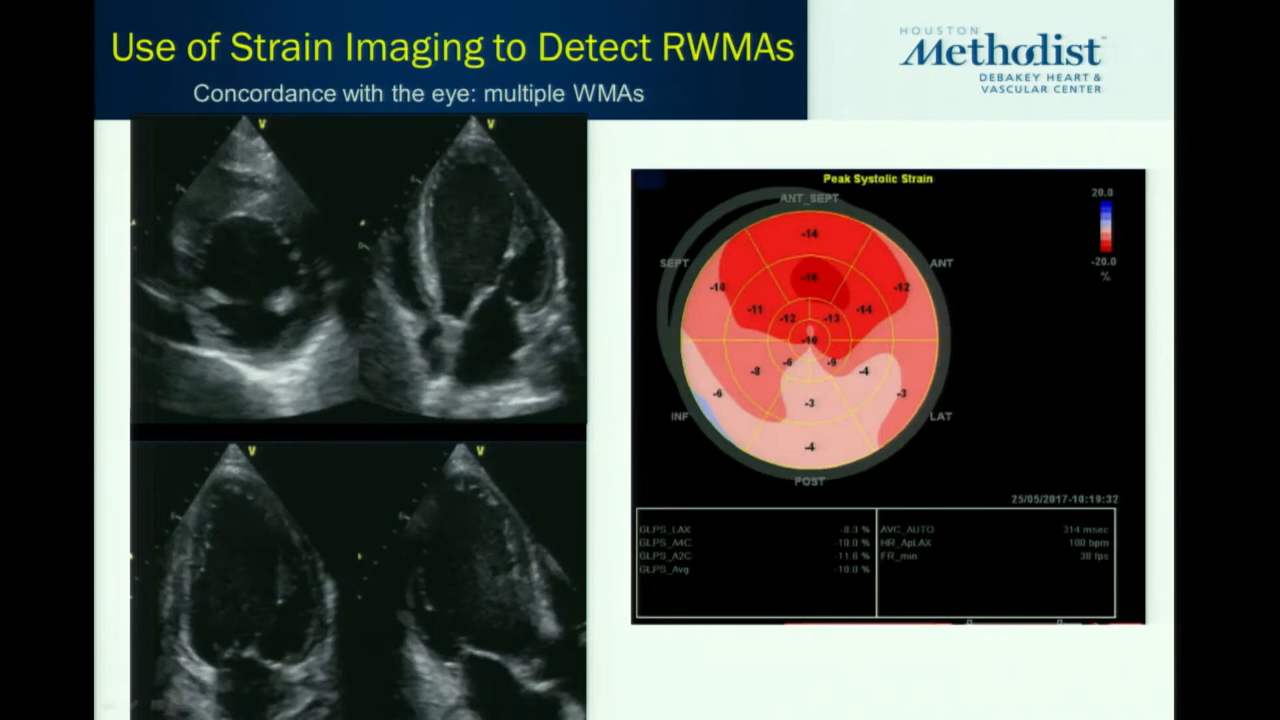 Use of Strain Imaging to Detect RWMAs
Concordance with the eye: multiple WMAs
HOUSTON
Methodist
DEBAKEY HEART &
VASCULAR CENTER
V
V
V
V
Peak Systolic Strain
20.0
-20.0
%
ANT_SEPT
SEPT
ANT
INF
LAT
POST
-14
-10
-12
-11
-14
-12
-13
-10
-6
-9
-8
-4
-6
-3
-3
-4
25/05/2017-10:19:32
GLPS_LAX -8.3 %
GLPS_A4C -10.0 %
GLPS_A2C -11.6 %
GLPS_Avg -10.0 %
AVC_AUTO 314 msec
HR_ApLAX 100 bpm
FR_min 38 fps